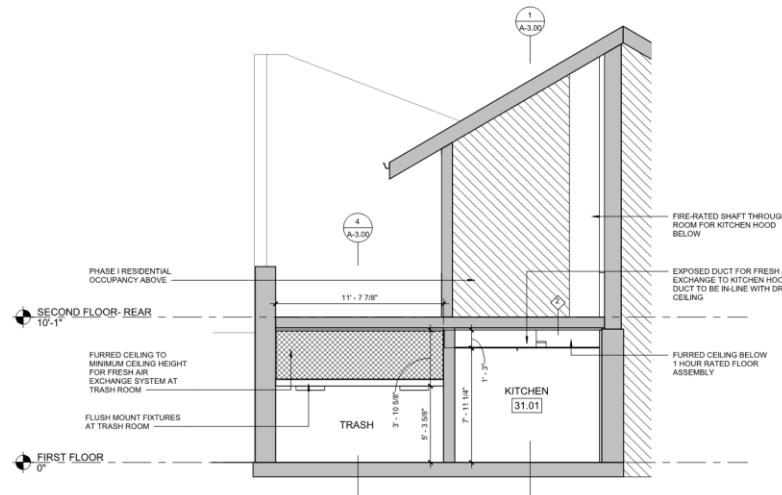 1
A-3.00
4
A-3.00
FIRE-RATED SHAFT THROUGH
ROOM FOR KITCHEN HOOD
BELOW
PHASE I RESIDENTIAL
OCCUPANCY ABOVE
EXPOSED DUCT FOR FRESH
EXCHANGE TO KITCHEN
DUCT TO BE IN-LINE WITH
CEILING
11' - 7 7/8"
2
SECOND FLOOR- REAR
10'-1"
FURRED CEILING TO
MINIMUM CEILING HEIGHT
FOR FRESH AIR
EXCHANGE SYSTEM AT
TRASH ROOM
FURRED CEILING BELOW
1 HOUR RATED FLOOR
ASSEMBLY
1' - 3"
3' - 10 5/8"
7' - 11 1/4"
5' - 3 5/8"
KITCHEN
31.01
FLUSH MOUNT FIXTURES
AT TRASH ROOM
TRASH
FIRST FLOOR
0"